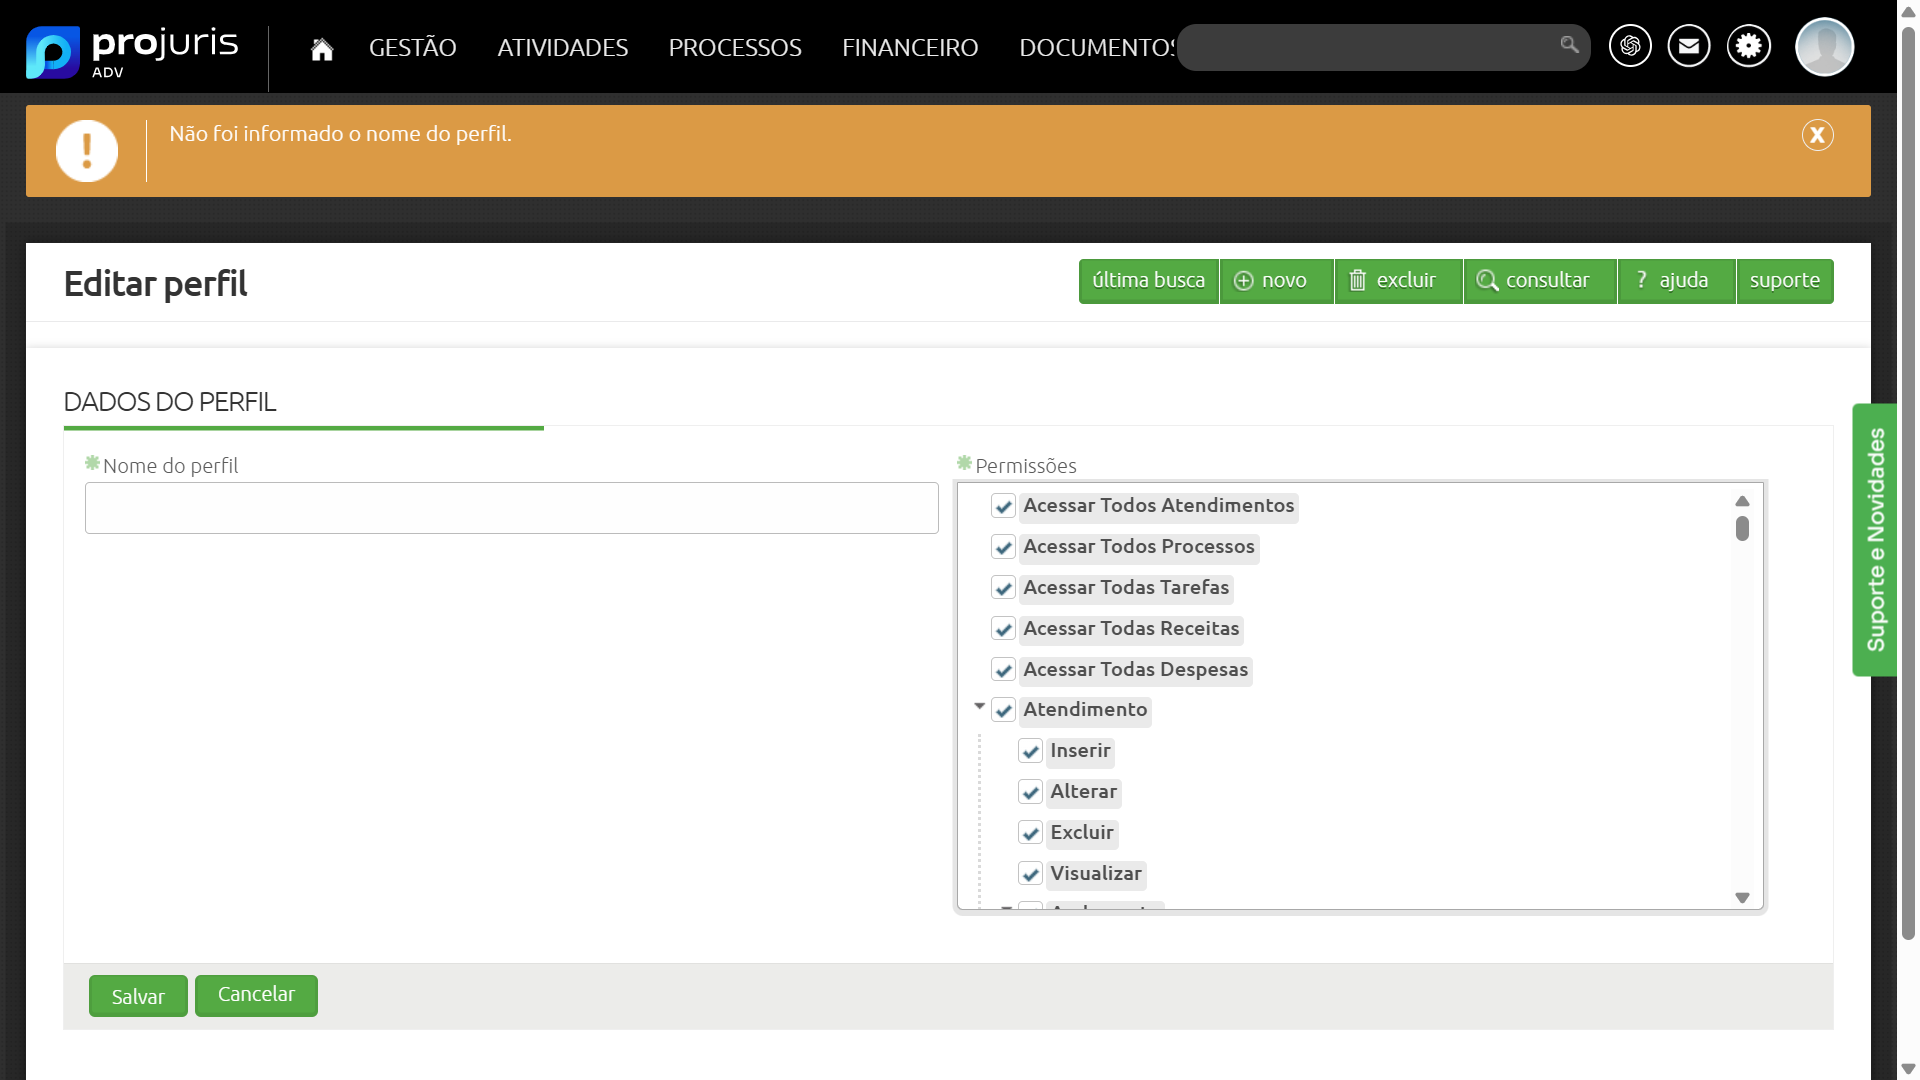 projuris
ADV
GESTÃO
ATIVIDADES
PROCESSOS
FINANCEIRO
DOCUMENTOS
Não foi informado o nome do perfil.
Editar perfil
última busca
novo
excluir
consultar
? ajuda
suporte
DADOS DO PERFIL
Nome do perfil
Permissões
Acessar Todos Atendimentos
Acessar Todos Processos
Acessar Todas Tarefas
Acessar Todas Receitas
Acessar Todas Despesas
Atendimento
Inserir
Alterar
Excluir
Visualizar
Suporte e Novidades
Salvar
Cancelar